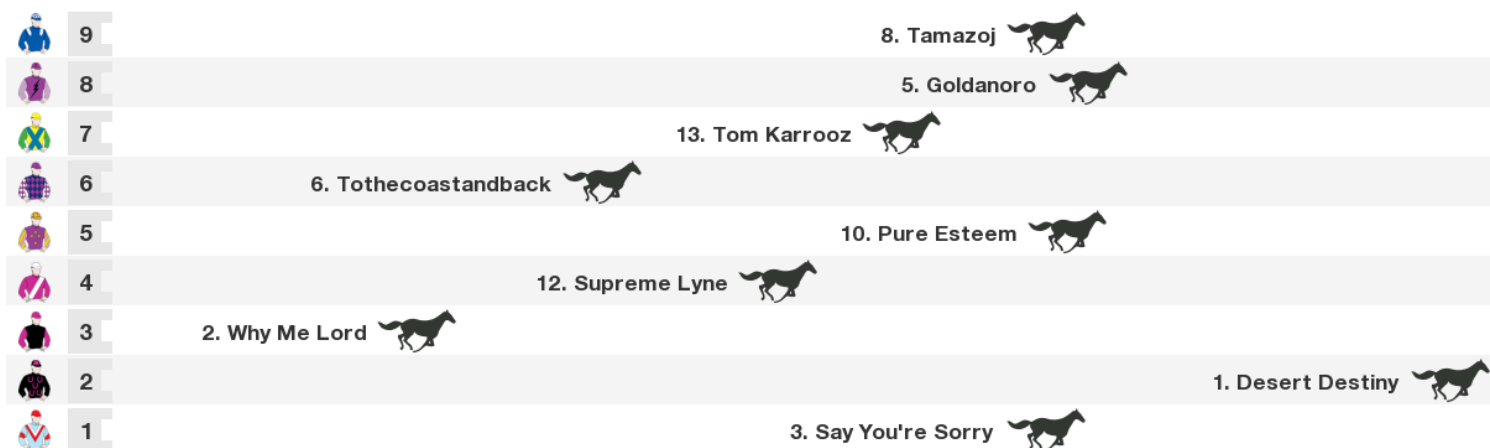 9 8. Tamazoj
8 5. Goldanoro
7 13. Tom Karrooz
6 6. Tothecoastandback
5 10. Pure Esteem
4 12. Supreme Lyne
3 2. Why Me Lord
2 1. Desert Destiny
1 3. Say You're Sorry